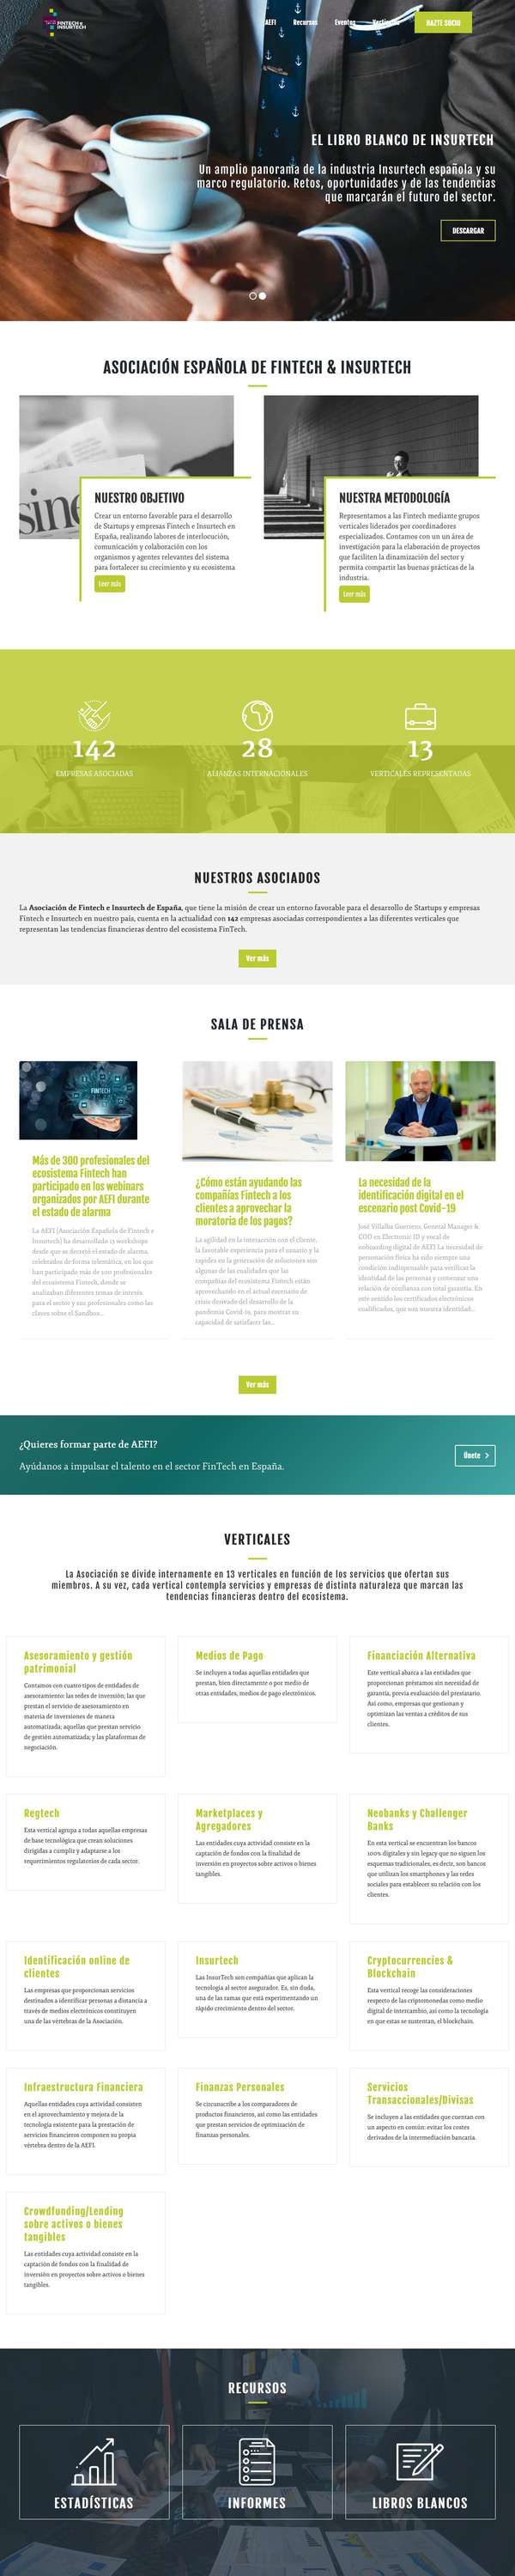 FINTECH e
INSURTECH
AEFI Recursos Eventos Verticales HAZTE SOCIO
EL LIBRO BLANCO DE INSURTECH
Un amplio panorama de la industria Insurtech española y su
marco regulatorio. Retos, oportunidades y de las tendencias
que marcarán el futuro del sector.
DESCARGAR
ASOCIACIÓN ESPAÑOLA DE FINTECH & INSURTECH
NUESTRO OBJETIVO
Crear un entorno favorable para el desarrollo
de Startups y empresas Fintech e Insurtech en
España, realizando labores de interlocución,
comunicación y colaboración con los
organismos y agentes relevantes del sistema
para fortalecer su crecimiento y su ecosistema
Leer más
NUESTRA METODOLOGÍA
Representamos a las Fintech mediante grupos
verticales liderados por coordinadores
especializados. Contamos con un un área de
investigación para la elaboración de proyectos
que faciliten la dinamización del sector y
permita compartir las buenas prácticas de la
industria.
Leer más
142
EMPRESAS ASOCIADAS
28
ALIANZAS INTERNACIONALES
13
VERTICALES REPRESENTADAS
NUESTROS ASOCIADOS
La Asociación de Fintech e Insurtech de España, que tiene la misión de crear un entorno favorable para el desarrollo de Startups y empresas
Fintech e Insurtech en nuestro país, cuenta en la actualidad con 142 empresas asociadas correspondientes a las diferentes verticales que
representan las tendencias financieras dentro del ecosistema FinTech.
Ver más
SALA DE PRENSA
FINTECH
Más de 300 profesionales del
ecosistema Fintech han
participado en los webinars
organizados por AEFI durante
el estado de alarma
La AEFI (Asociación Española de Fintech e
Insurtech) ha desarrollado 13 workshops
desde que se decretó el estado de alarma,
celebrados de forma telemática, en los que
han participado más de 300 profesionales
del ecosistema Fintech, donde se
analizaban diferentes temas de interés
para el sector y sus profesionales como las
claves sobre el Sandbox...
¿Cómo están ayudando las
compañías Fintech a los
clientes a aprovechar la
moratoria de los pagos?
La agilidad en la interacción con el cliente,
la favorable experiencia para el usuario y la
rapidez en la generación de soluciones son
algunas de las cualidades que las
compañías del ecosistema Fintech están
aprovechando en el actual escenario de
crisis derivado del desarrollo de la
pandemia Covid-19, para mostrar su
capacidad de satisfacer las...
La necesidad de la
identificación digital en el
escenario post Covid-19
José Villalba Guerrero, General Manager &
COO en Electronic ID y vocal de
onboarding digital de AEFI La necesidad de
personación física ha sido siempre una
condición indispensable para verificar la
identidad de las personas y comenzar una
relación de confianza con total garantía. En
este sentido los certificados electrónicos
cualificados, que son nuestra identidad...
Ver más
¿Quieres formar parte de AEFI?
Ayúdanos a impulsar el talento en el sector FinTech en España.
Únete >
VERTICALES
La Asociación se divide internamente en 13 verticales en función de los servicios que ofertan sus
miembros. A su vez, cada vertical contempla servicios y empresas de distinta naturaleza que marcan las
tendencias financieras dentro del ecosistema.
Asesoramiento y gestión
patrimonial
Contamos con cuatro tipos de entidades de
asesoramiento: las redes de inversión; las que
prestan el servicio de asesoramiento en
materia de inversiones de manera
automatizada; aquellas que prestan servicio
de gestión automatizada; y las plataformas de
negociación.
Medios de Pago
Se incluyen a todas aquellas entidades que
prestan, bien directamente o por medio de
otras entidades, medios de pago electrónicos.
Financiación Alternativa
Este vertical abarca a las entidades que
proporcionan préstamos sin necesidad de
garantía, previa evaluación del prestatario.
Así como, empresas que gestionan y
optimizan las ventas a créditos de sus
clientes.
Regtech
Esta vertical agrupa a todas aquellas empresas
de base tecnológica que crean soluciones
dirigidas a cumplir y adaptarse a los
requerimientos regulatorios de cada sector.
Marketplaces y
Agregadores
Las entidades cuya actividad consiste en la
captación de fondos con la finalidad de
inversión en proyectos sobre activos o bienes
tangibles.
Neobanks y Challenger
Banks
En esta vertical se encuentran los bancos
100% digitales y sin legacy que no siguen los
esquemas tradicionales, es decir, son bancos
que utilizan los smartphones y las redes
sociales para establecer su relación con los
clientes.
Identificación online de
clientes
Las empresas que proporcionan servicios
destinados a identificar personas a distancia a
través de medios electrónicos constituyen
una de las vértebras de la Asociación.
Insurtech
Las InsurTech son compañías que aplican la
tecnología al sector asegurador. Es, sin duda,
una de las ramas que está experimentando un
rápido crecimiento dentro del sector.
Cryptocurrencies &
Blockchain
Esta vertical recoge las consideraciones
respecto de las criptomonedas como medio
digital de intercambio, así como la tecnología
en que estas se sustentan, el blockchain.
Infraestructura Financiera
Aquellas entidades cuya actividad consisten
en el aprovechamiento y mejora de la
tecnología existente para la prestación de
servicios financieros componen su propia
vértebra dentro de la AEFI.
Finanzas Personales
Se circunscribe a los comparadores de
productos financieros, así como las entidades
que prestan servicios de optimización de
finanzas personales.
Servicios
Transaccionales/Divisas
Se incluyen a las entidades que cuentan con
un aspecto en común: evitar los costes
derivados de la intermediación bancaria.
Crowdfunding/Lending
sobre activos o bienes
tangibles
Las entidades cuya actividad consiste en la
captación de fondos con la finalidad de
inversión en proyectos sobre activos o bienes
tangibles.
RECURSOS
ESTADÍSTICAS
INFORMES
LIBROS BLANCOS